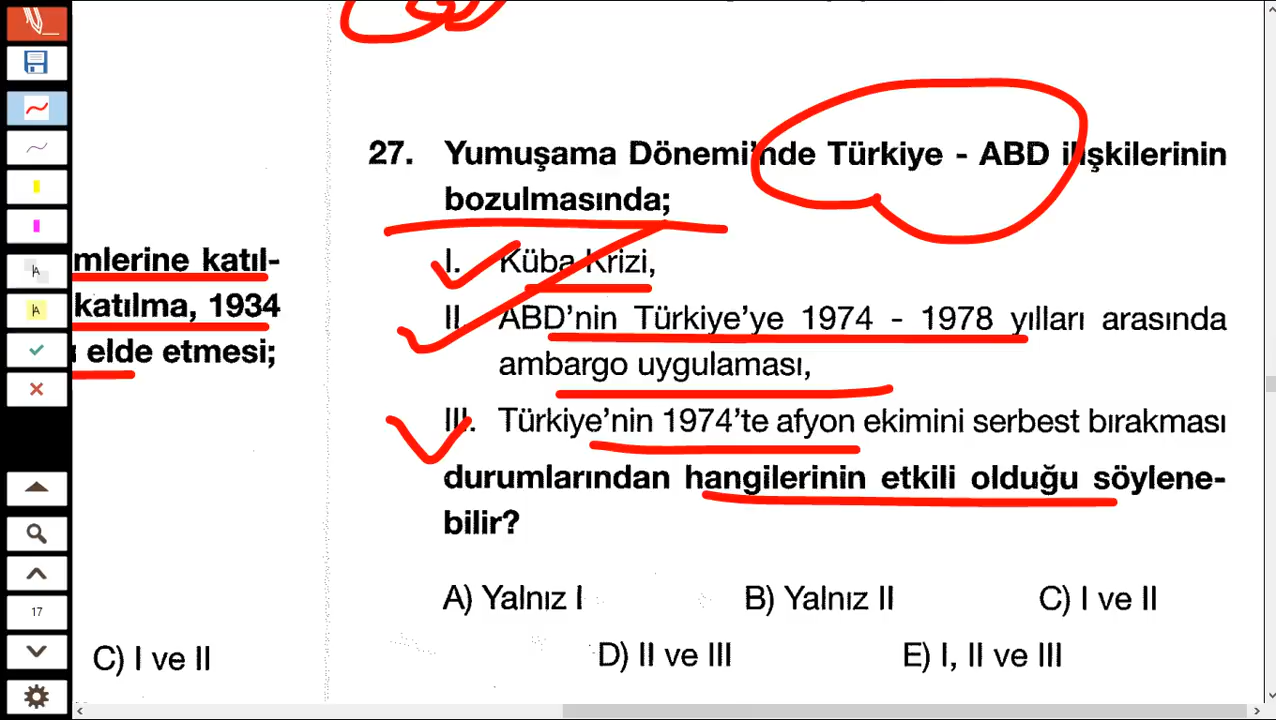 27. Yumuşama Dönemi'nde Türkiye - ABD ilişkilerinin
bozulmasında;
I. Küba Krizi,
II. ABD'nin Türkiye'ye 1974 - 1978 yılları arasında
ambargo uygulaması,
III. Türkiye'nin 1974'te afyon ekimini serbest bırakması
durumlarından hangilerinin etkili olduğu söylene-
bilir?
A) Yalnız I B) Yalnız II C) I ve II
D) II ve III E) I, II ve III
mlerine katıl-
katılma, 1934
elde etmesi;
C) I ve II
17